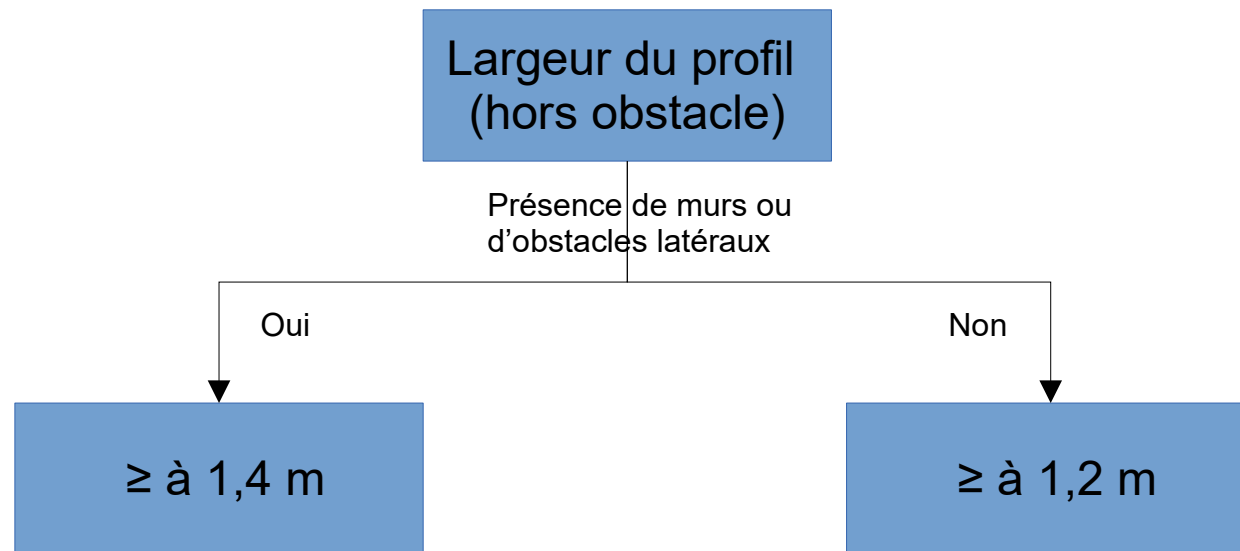 Largeur du profil
(hors obstacle)
Présence de murs ou
d’obstacles latéraux
Oui
Non
≥ à 1,4 m
≥ à 1,2 m